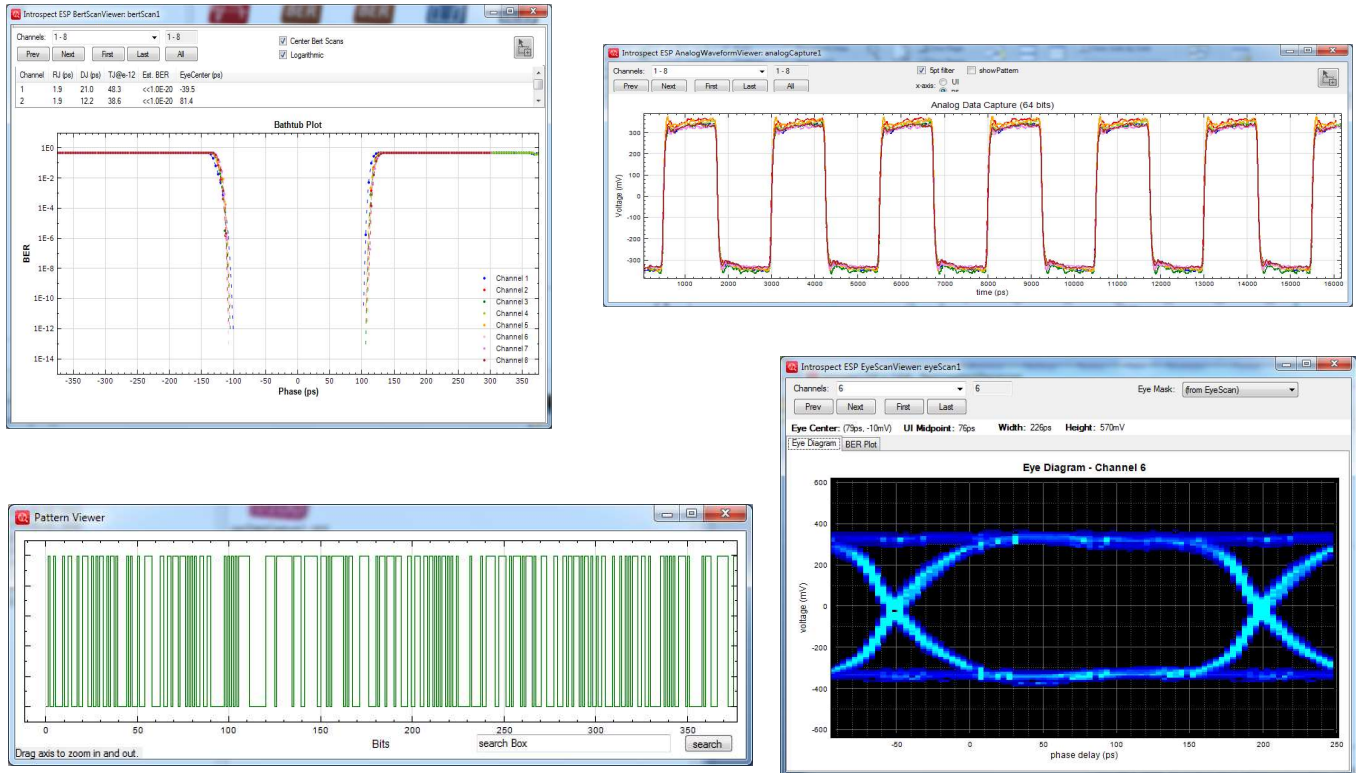 Introspect ESP BertScanViewer: bertScan1
Channels: 1 - 8 1 - 8
Prev Next First Last All
Center Bert Scans
Logarithmic
Channel RJ (ps) DJ (ps) TJ@e-12 Est. BER EyeCenter (ps)
1 1.9 21.0 48.3 <<1.0E-20 -39.5
2 1.9 12.2 38.6 <<1.0E-20 81.4
Bathtub Plot
1E0
1E-2
1E-4
1E-6
1E-8
1E-10
1E-12
1E-14
BER
Channel 1
Channel 2
Channel 3
Channel 4
Channel 5
Channel 6
Channel 7
Channel 8
-350 -300 -250 -200 -150 -100 -50 0 50 100 150 200 250 300 350
Phase (ps)
Introspect ESP AnalogWaveformViewer: analogCapture1
Channels: 1 - 8 1 - 8
Prev Next First Last All
5pt filter showPattern
x-axis: UI
ps
Analog Data Capture (64 bits)
Voltage (mV)
300
200
100
0
-100
-200
-300
1000 2000 3000 4000 5000 6000 7000 8000 9000 10000 11000 12000 13000 14000 15000 16000
time (ps)
Pattern Viewer
0 50 100 150 200 250 300 350
Bits
search Box
search
Drag axis to zoom in and out.
Introspect ESP EyeScanViewer: eyeScan1
Channels: 6 6
Eye Mask: (from EyeScan)
Prev Next First Last
Eye Center: (79ps, -10mV) UI Midpoint: 76ps Width: 226ps Height: 570mV
Eye Diagram BER Plot
Eye Diagram - Channel 6
600
400
200
0
-200
-400
-600
voltage (mV)
-50 0 50 100 150 200 250
phase delay (ps)